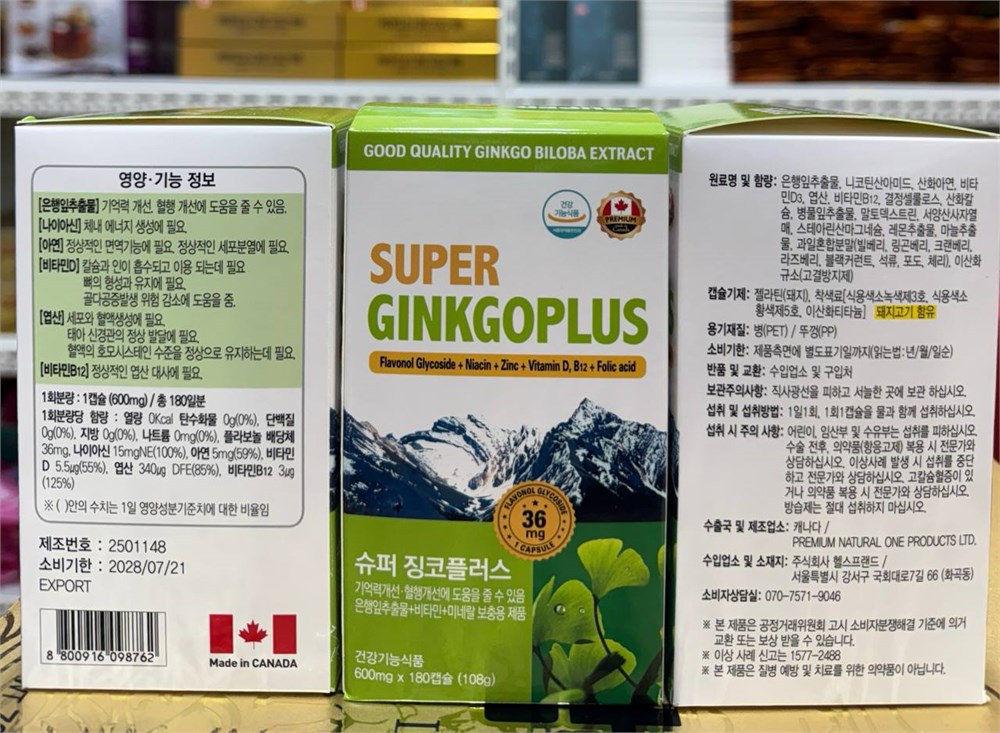 영양·기능 정보
[은행잎추출물] 기억력 개선, 혈행 개선에 도움을 줄 수 있음.
[나이아신] 체내 에너지 생성에 필요.
[아연] 정상적인 면역기능에 필요. 정상적인 세포분열에 필요.
[비타민D] 칼슘과 인이 흡수되고 이용 되는데 필요
뼈의 형성과 유지에 필요.
골다공증발생 위험 감소에 도움을 줌.
[엽산] 세포와 혈액생성에 필요.
태아 신경관의 정상 발달에 필요.
혈액의 호모시스테인 수준을 정상으로 유지하는데 필요.
[비타민B12] 정상적인 엽산 대사에 필요.
1회분량 : 1캡슐 (600mg) / 총 180일분
1회분량당 함량 : 열량 0Kcal 탄수화물 0g(0%), 단백질
0g(0%), 지방 0g(0%), 나트륨 0mg(0%), 플라보놀 배당체
36mg, 나이아신 15mgNE(100%), 아연 5mg(59%), 비타민
D 5.5μg(55%), 엽산 340μg DFE(85%), 비타민B12 3μg
(125%)
※ ( )안의 수치는 1일 영양성분기준치에 대한 비율임
제조번호 : 2501148
소비기한 : 2028/07/21
EXPORT
8 800916 098762
Made in CANADA
GOOD QUALITY GINKGO BILOBA EXTRACT
건강
기능식품
PREMIUM
SUPER
GINKGOPLUS
Flavonol Glycoside + Niacin + Zinc + Vitamin D, B12 + Folic acid
FLAVONOL GLYCOSIDE
36
mg
1 CAPSULE
슈퍼 징코플러스
기억력개선·혈행개선에 도움을 줄 수 있음
은행잎추출물+비타민+미네랄 보충용 제품
건강기능식품
600mg x 180캡슐 (108g)
원료명 및 함량: 은행잎추출물, 니코틴산아미드, 산화아연, 비타
민D3, 엽산, 비타민B12, 결정셀룰로스, 산화칼
슘, 병풀잎추출물, 말토덱스트린, 서양산사자열
매, 스테아린산마그네슘, 레몬추출물, 마늘추출
물, 과일혼합분말(빌베리, 링곤베리, 크랜베리,
라즈베리, 블랙커런트, 석류, 포도, 체리), 이산화
규소(고결방지제)
캡슐기제: 젤라틴(돼지), 착색료[식용색소녹색제3호, 식용색소
황색제5호, 이산화티타늄] 돼지고기 함유
용기재질: 병(PET) / 뚜껑(PP)
소비기한: 제품측면에 별도표기일까지(읽는법:년/월/일순)
반품 및 교환: 수입업소 및 구입처
보관주의사항: 직사광선을 피하고 서늘한 곳에 보관 하십시오.
섭취 및 섭취방법: 1일1회, 1회1캡슐을 물과 함께 섭취하십시오.
섭취 시 주의 사항: 어린이, 임산부 및 수유부는 섭취를 피하십시오.
수술 전후, 의약품(항응고제) 복용 시 전문가와
상담하십시오. 이상사례 발생 시 섭취를 중단
하고 전문가와 상담하십시오. 고칼슘혈증이 있
거나 의약품 복용 시 전문가와 상담하십시오.
방습제는 절대 섭취하지 마십시오.
수출국 및 제조업소: 캐나다 /
PREMIUM NATURAL ONE PRODUCTS LTD.
수입업소 및 소재지: 주식회사 헬스프랜드 /
서울특별시 강서구 국회대로7길 66 (화곡동)
소비자상담실: 070-7571-9046
※ 본 제품은 공정거래위원회 고시 소비자분쟁해결 기준에 의거
교환 또는 보상 받을 수 있습니다.
※ 이상 사례 신고는 1577-2488
※ 본 제품은 질병 예방 및 치료를 위한 의약품이 아닙니다.